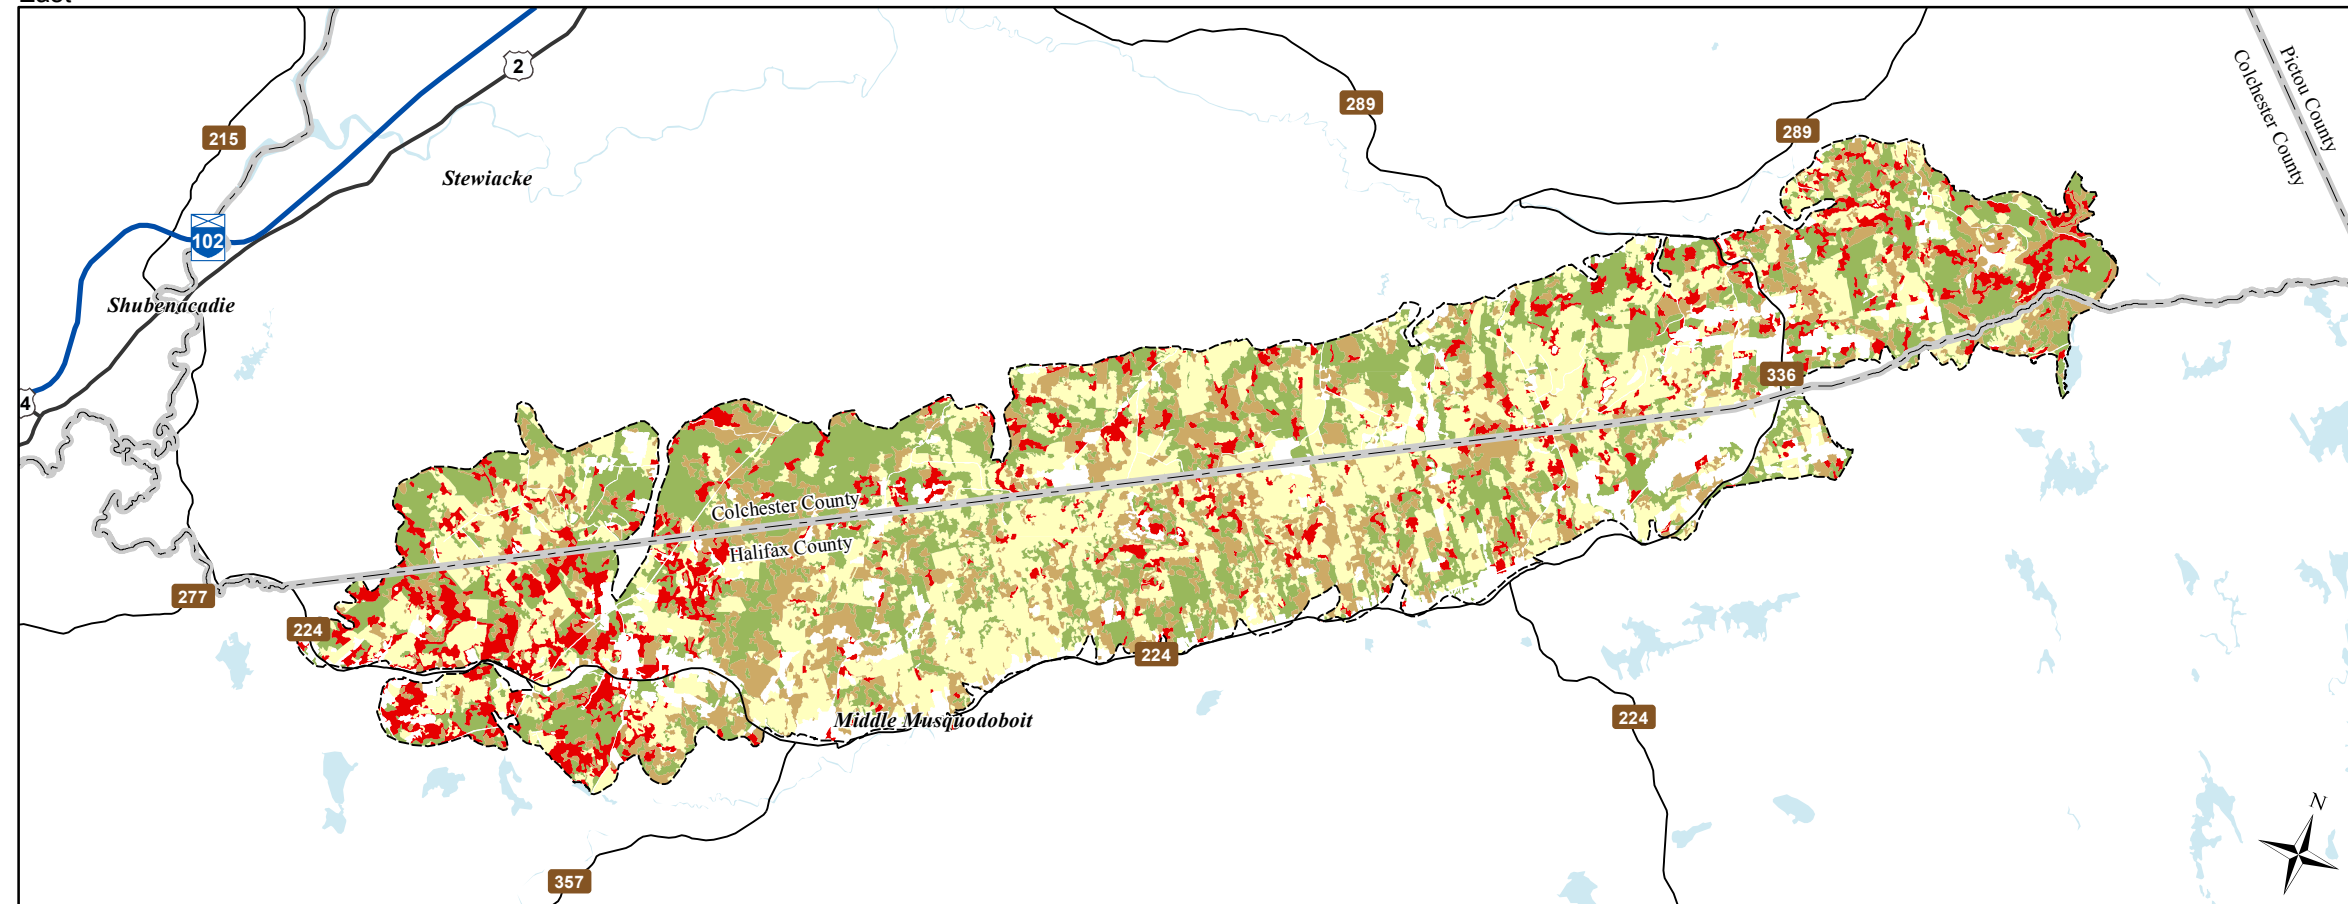 2
289
289
215
Pictou County
Colchester County
Stewiacke
102
Shubenacadie
336
4
Colchester County
Halifax County
277
224
224
Middle Musquodoboit
224
357
N